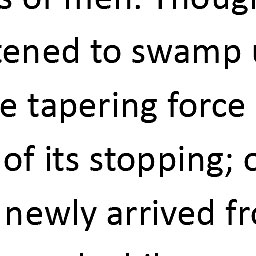 s of men. Though
tened to swamp
e tapering force
of its stopping;
newly arrived fro